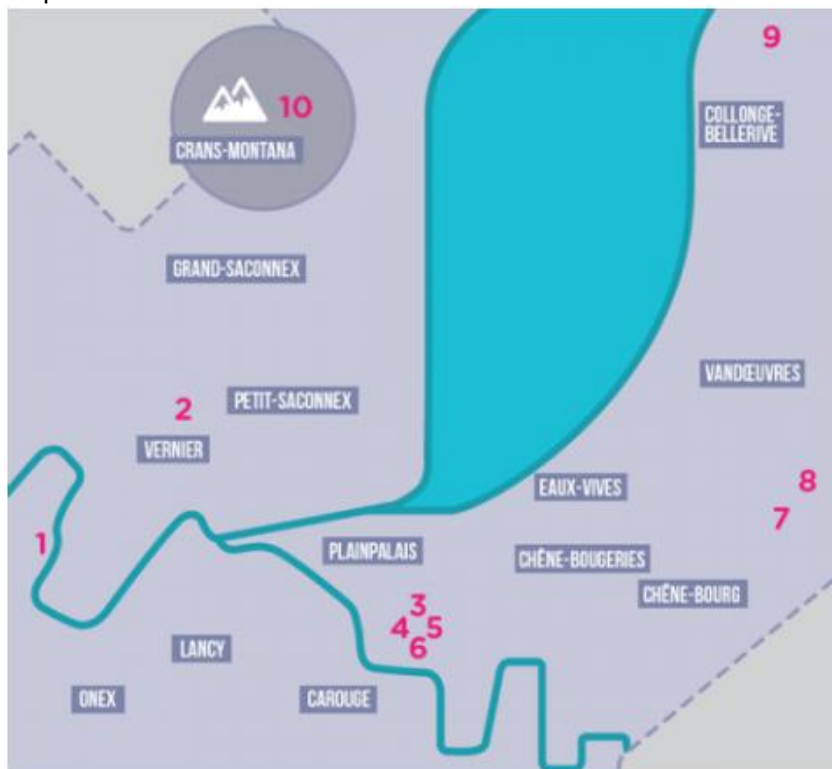 9
10
COLLONGE-
BELLERIVE
CRANS-MONTANA
GRAND-SACONNEX
VANDŒUVRES
PETIT-SACONNEX
2
VERNIER
EAUX-VIVES
8
7
1
PLAINPALAIS
CHÊNE-BOUGERIES
CHÊNE-BOURG
3
4 5
6
LANCY
ONEX
CAROUGE